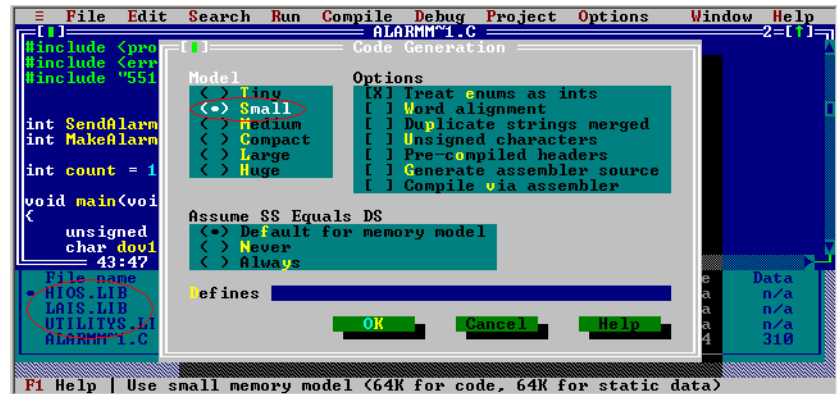 ≡ File Edit Search Run Compile Debug Project Options Window Help
[▮] ALARMM~1.C 2=[↑]
#include <pro [▮] Code Generation
#include <err
#include "551 Model Options
( ) Tiny [X] Treat enums as ints
(•) Small [ ] Word alignment
int SendAlarm ( ) Medium [ ] Duplicate strings merged
int MakeAlarm ( ) Compact [ ] Unsigned characters
( ) Large [ ] Pre-compiled headers
int count = 1 ( ) Huge [ ] Generate assembler source
[ ] Compile via assembler
void main(voi
{ Assume SS Equals DS
unsigned (•) Default for memory model
char dov1 ( ) Never
43:47 ( ) Always
File name e Data
• HIOS.LIB Defines a n/a
LAIS.LIB a n/a
UTILITYS.LI OK Cancel Help a n/a
ALARMM~1.C 4 310
F1 Help | Use small memory model (64K for code, 64K for static data)